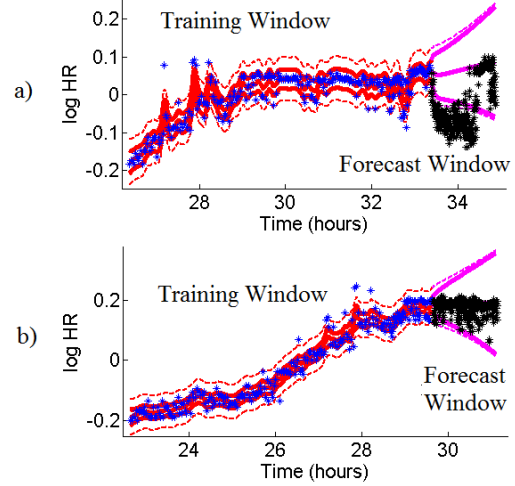 Training Window
0.2
0.1
a)
log HR
0
-0.1
-0.2
Forecast Window
28
30
32
34
Time (hours)
Training Window
0.2
b)
log HR
0
-0.2
Forecast
Window
24
26
28
30
Time (hours)